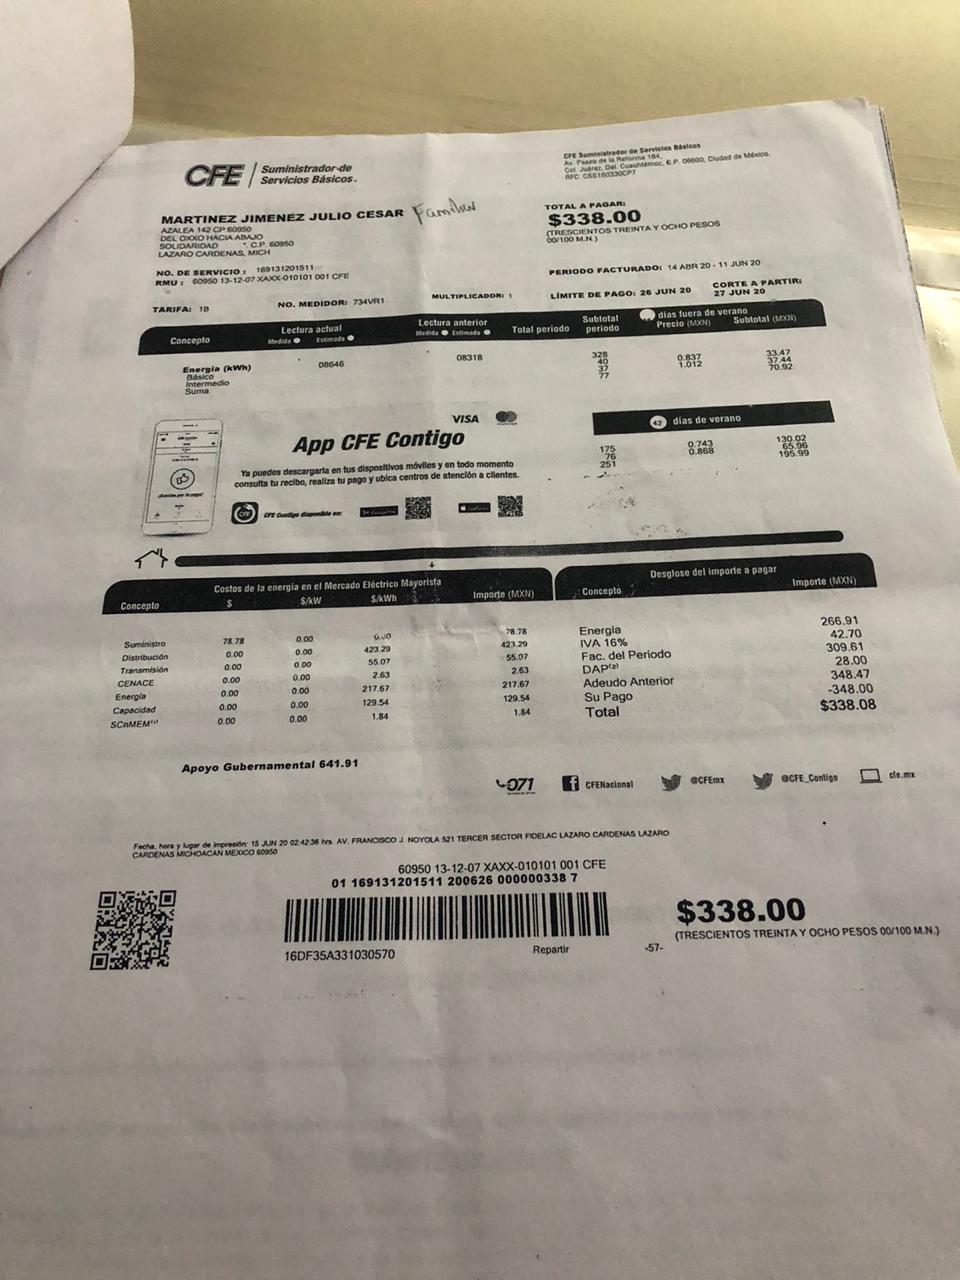 CFE Suministrador de
Servicios Básicos.
CFE Suministrador de Servicios Básicos
Av. Paseo de la Reforma 164,
Col. Juárez, Del. Cuauhtémoc, C.P. 06600, Ciudad de México.
RFC: CSS160330CP7
MARTINEZ JIMENEZ JULIO CESAR
AZALEA 142 CP.60950
DEL OXXO HACIA ABAJO
SOLIDARIDAD *. C.P. 60950
LAZARO CARDENAS, MICH
TOTAL A PAGAR:
$338.00
(TRESCIENTOS TREINTA Y OCHO PESOS
00/100 M.N.)
NO. DE SERVICIO : 169131201511
RMU : 60950 13-12-07 XAXX-010101 001 CFE
PERIODO FACTURADO: 14 ABR 20 - 11 JUN 20
TARIFA: 1B NO. MEDIDOR: 734VR1 MULTIPLICADOR: 1
LÍMITE DE PAGO: 26 JUN 20 CORTE A PARTIR:
27 JUN 20
Concepto Lectura actual Lectura anterior Total periodo Subtotal periodo días fuera de verano
Medida Estimada Medida Estimada Precio (MXN) Subtotal (MXN)
Energía (kWh) 08646 08318 328
Básico 40 0.837 33.47
Intermedio 37 1.012 37.44
Suma 77 70.92
VISA
App CFE Contigo
Ya puedes descargarla en tus dispositivos móviles y en todo momento
consulta tu recibo, realiza tu pago y ubica centros de atención a clientes.
CFE Contigo disponible en:
42 días de verano
175 0.743 130.02
76 0.868 65.96
251 195.99
Costos de la energía en el Mercado Eléctrico Mayorista
Concepto $ $/kW $/kWh Importe (MXN)
Suministro 78.78 0.00 0.00 78.78
Distribución 0.00 0.00 423.29 423.29
Transmisión 0.00 0.00 55.07 55.07
CENACE 0.00 0.00 2.63 2.63
Energía 0.00 0.00 217.67 217.67
Capacidad 0.00 0.00 129.54 129.54
SCnMEM 0.00 0.00 1.84 1.84
Desglose del importe a pagar
Concepto Importe (MXN)
Energía 266.91
IVA 16% 42.70
Fac. del Periodo 309.61
DAP(2) 28.00
Adeudo Anterior 348.47
Su Pago -348.00
Total $338.08
Apoyo Gubernamental 641.91
071 CFENacional @CFEmx @CFE_Contigo cfe.mx
Fecha, hora y lugar de impresión: 15 JUN 20 02:42:36 hrs. AV. FRANCISCO J. NOYOLA 521 TERCER SECTOR FIDELAC LAZARO CARDENAS LAZARO
CARDENAS MICHOACAN MEXICO 60950
60950 13-12-07 XAXX-010101 001 CFE
01 169131201511 200626 000000338 7
16DF35A331030570 Repartir -57-
$338.00
(TRESCIENTOS TREINTA Y OCHO PESOS 00/100 M.N.)